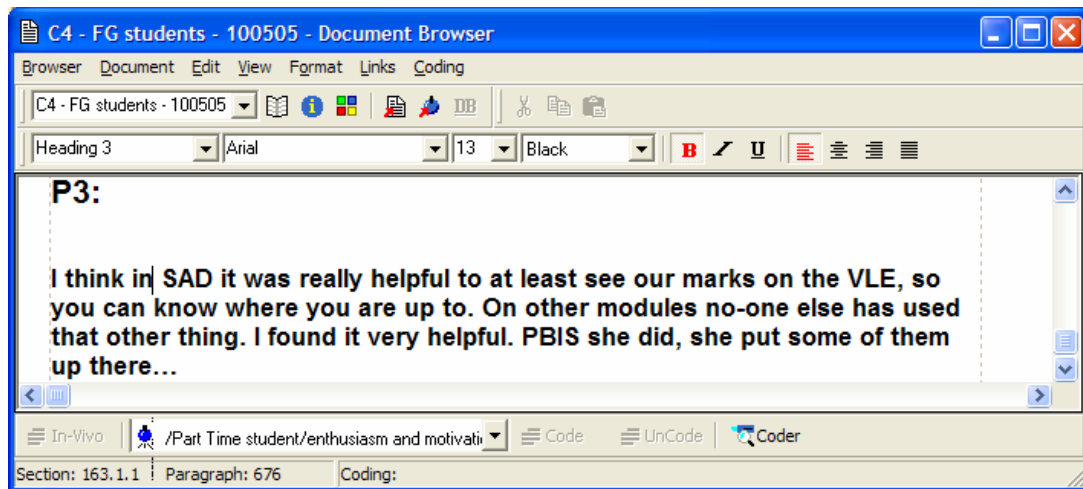 C4 - FG students - 100505 - Document Browser
Browser Document Edit View Format Links Coding
C4 - FG students - 100505 DB
Heading 3 Arial 13 Black B I U
P3:
I think in SAD it was really helpful to at least see our marks on the VLE, so
you can know where you are up to. On other modules no-one else has used
that other thing. I found it very helpful. PBIS she did, she put some of them
up there…
In-Vivo /Part Time student/enthusiasm and motivati Code UnCode Coder
Section: 163.1.1 Paragraph: 676 Coding: